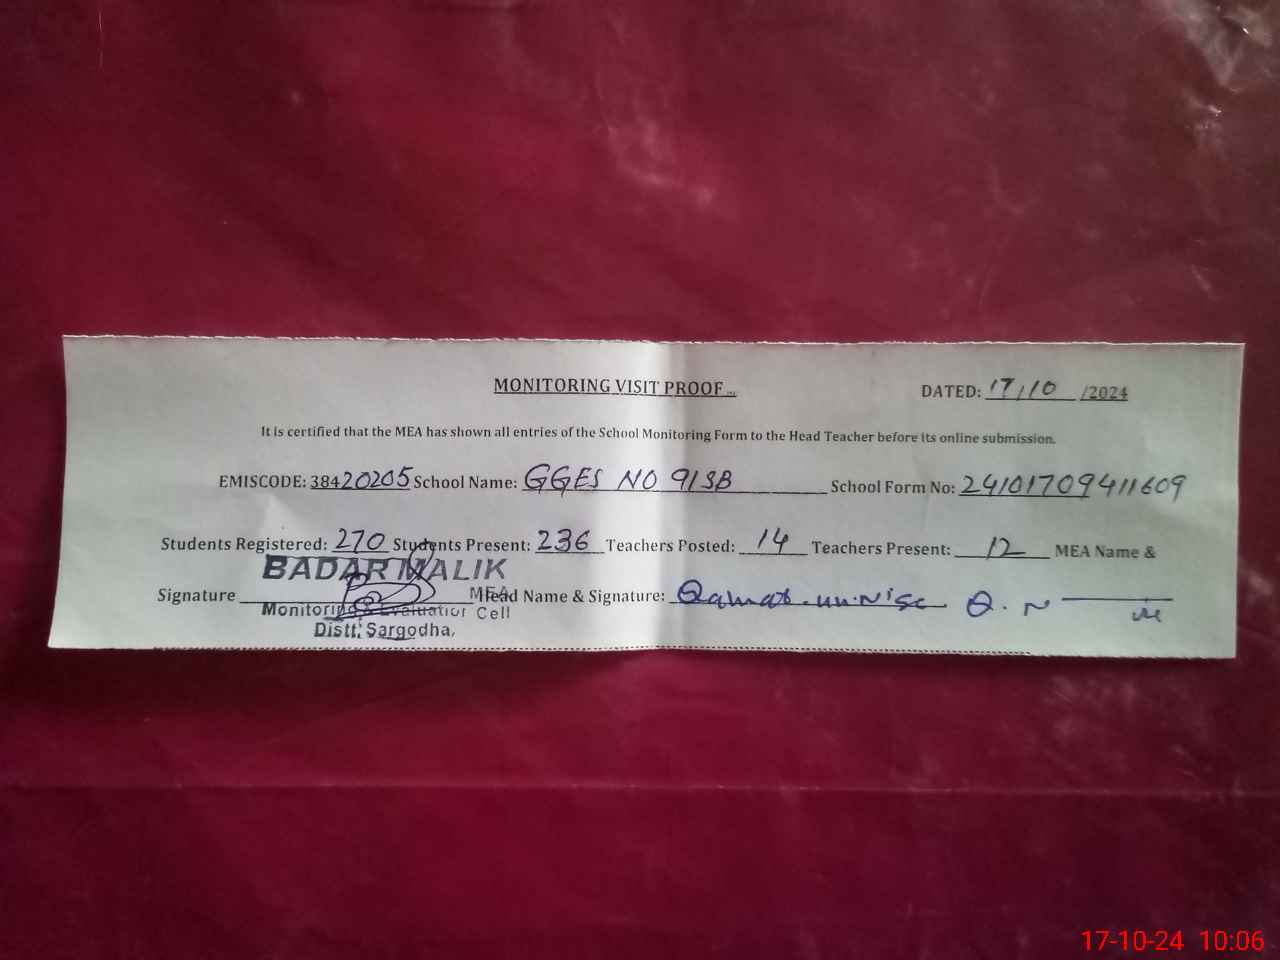 MONITORING VISIT PROOF
DATED: 17/10 /2024
It is certified that the MEA has shown all entries of the School Monitoring Form to the Head Teacher before its online submission.
EMISCODE: 38420205 School Name: GGES NO 91SB School Form No: 24101709411609
Students Registered: 270 Students Present: 236 Teachers Posted: 14 Teachers Present: 12 MEA Name &
BADAR MALIK
Signature MEA Head Name & Signature: Q. N
Monitoring & Evaluation Cell
Distt: Sargodha,
17-10-24 10:06